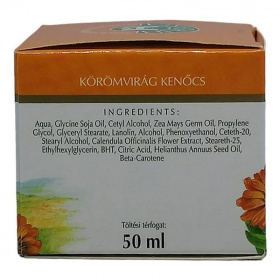 KÖRÖMVIRÁG KENŐCS
INGREDIENTS:
Aqua, Glycine Soja Oil, Cetyl Alcohol, Zea Mays Germ Oil, Propylene
Glycol, Glyceryl Stearate, Lanolin, Alcohol, Phenoxyethanol, Ceteth-20,
Stearyl Alcohol, Calendula Officinalis Flower Extract, Steareth-25,
Ethylhexylglycerin, BHT, Citric Acid, Helianthus Annuus Seed Oil,
Beta-Carotene
Töltési térfogat:
50 ml